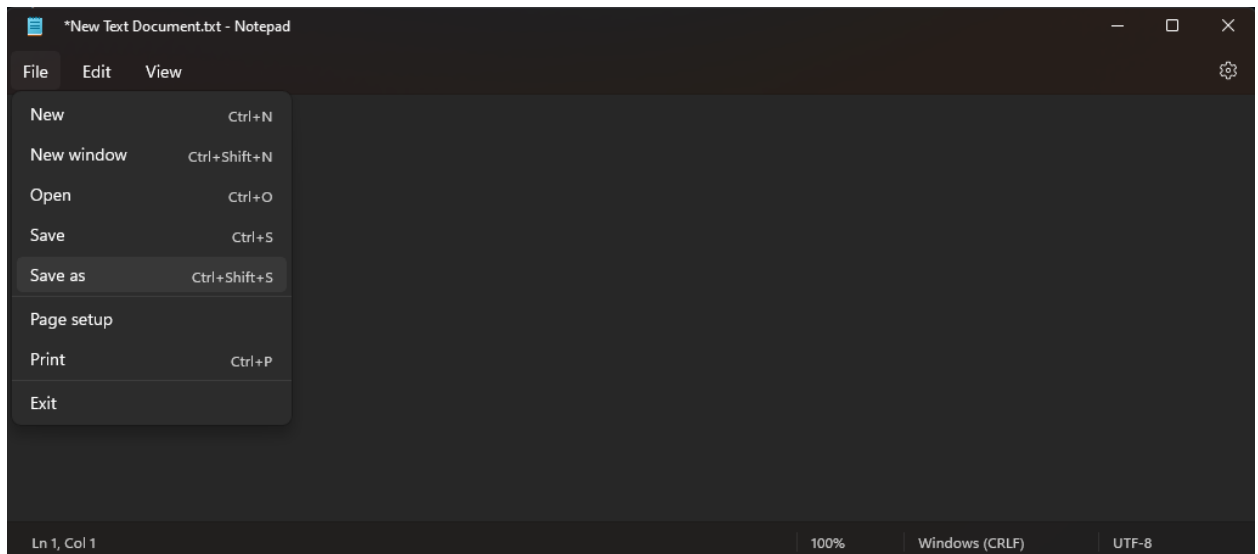 *New Text Document.txt - Notepad
File Edit View
New Ctrl+N
New window Ctrl+Shift+N
Open Ctrl+O
Save Ctrl+S
Save as Ctrl+Shift+S
Page setup
Print Ctrl+P
Exit
Ln 1, Col 1 100% Windows (CRLF) UTF-8